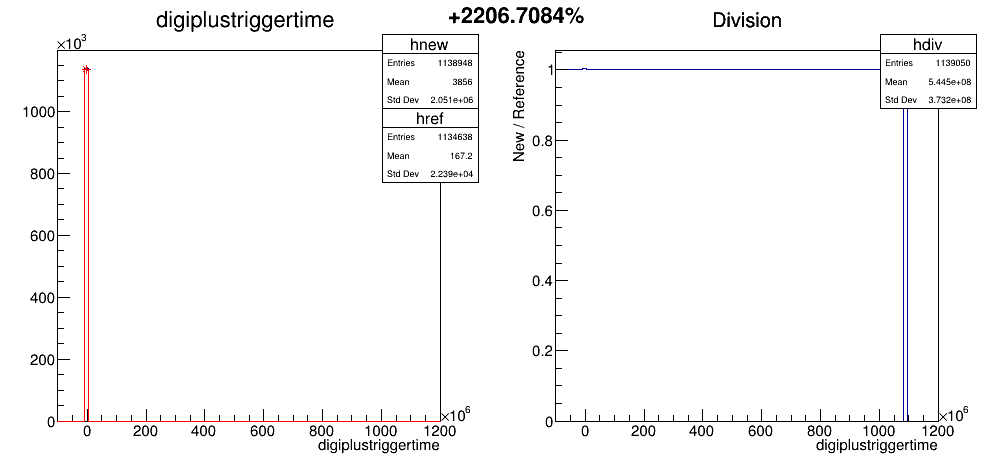 digiplustriggertime
+2206.7084%
Division
×10³
hnew
Entries 1138948
Mean 3856
Std Dev 2.051e+06
href
Entries 1134638
Mean 167.2
Std Dev 2.239e+04
1000
800
600
400
200
0
0 200 400 600 800 1000 1200
×10⁶
digiplustriggertime
New / Reference
hdiv
Entries 1139050
Mean 5.445e+08
Std Dev 3.732e+08
1
0.8
0.6
0.4
0.2
0
0 200 400 600 800 1000 1200
×10⁶
digiplustriggertime